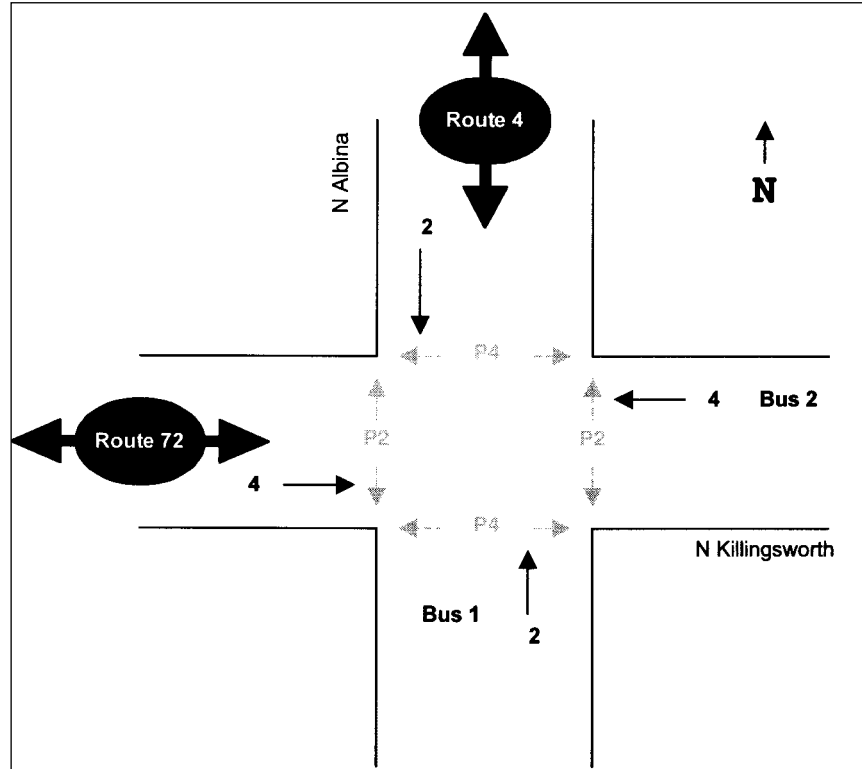 Route 4
N Albina
N
2
P4
4 Bus 2
Route 72
P2
P2
4
P4
N Killingsworth
Bus 1
2